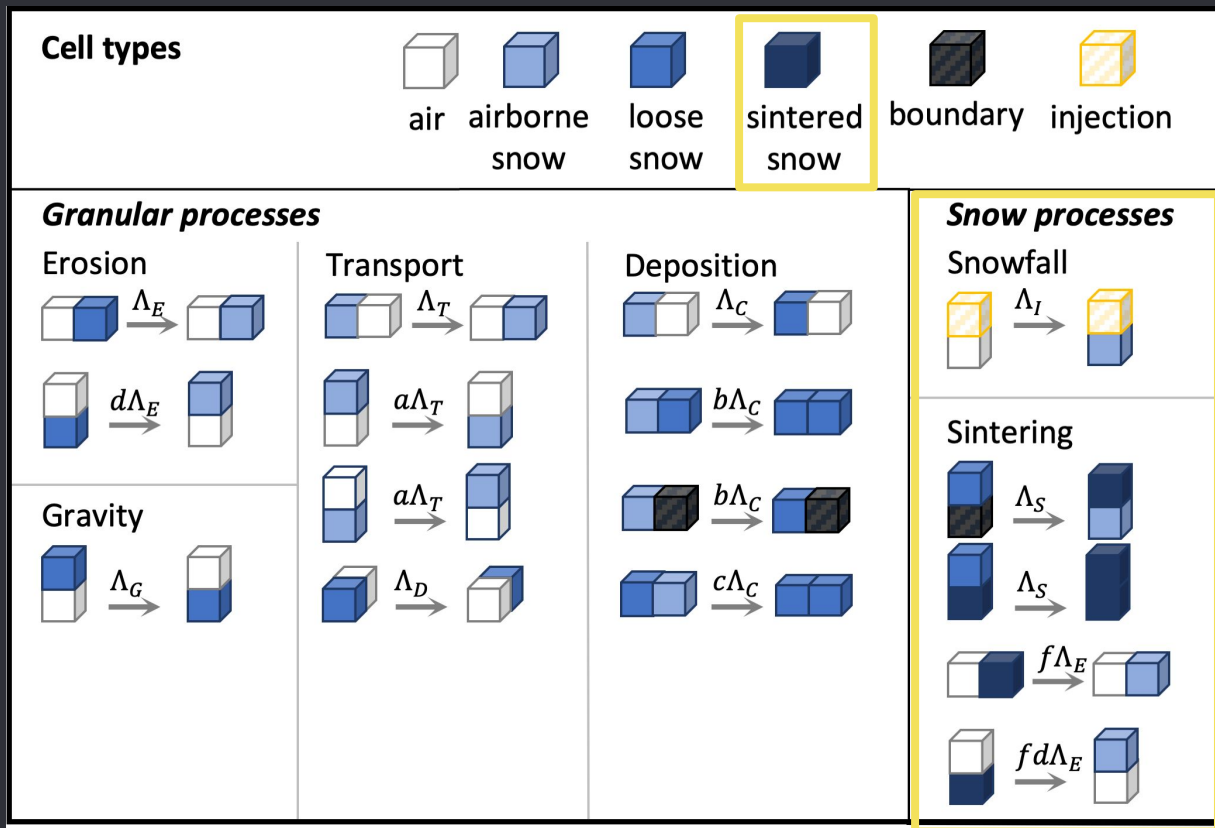 Cell types
air
airborne
snow
loose
snow
sintered
snow
boundary
injection
Granular processes
Erosion
Λ_E
dΛ_E
Gravity
Λ_G
Transport
Λ_T
aΛ_T
aΛ_T
Λ_D
Deposition
Λ_C
bΛ_C
bΛ_C
cΛ_C
Snow processes
Snowfall
Λ_I
Sintering
Λ_S
Λ_S
fΛ_E
fdΛ_E